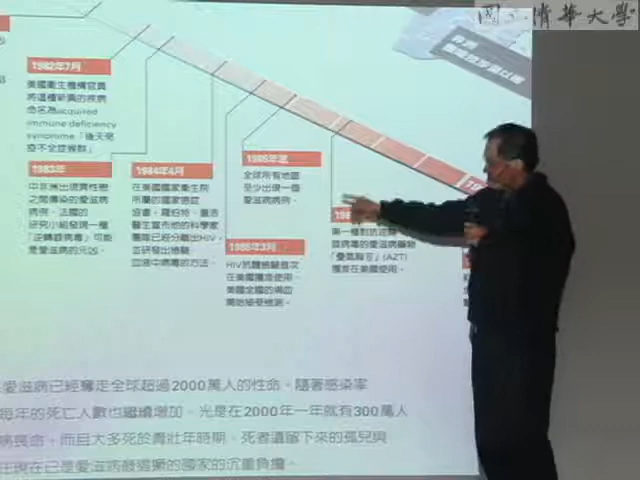 國立清華大學
1982年7月
美國衛生機構官員
將這種新興的疾病
命名為acquired
immune deficiency
syndrome「後天免
疫不全症候群」
1983年
中非洲出現異性戀
之間傳染的愛滋病
病例。法國的
研究小組發現一種
「逆轉錄病毒」可能
是愛滋病的元凶。
1984年4月
在美國國家衛生院
所屬的國家癌症
協會，羅伯特．蓋洛
醫生宣布他的科學家
團隊已經分離出HIV，
並研發出檢驗
血液中病毒的方法。
1985年3月
HIV抗體檢驗首次
在美國獲准使用。
美國全國的捐血
開始接受檢測。
1985年底
全球所有地區
至少出現一個
愛滋病病例。
第一種對抗逆轉
錄病毒的愛滋病藥物
「疊氮胸苷」(AZT)
獲准在美國使用。
愛滋病已經奪走全球超過2000萬人的性命。隨著感染率
每年的死亡人數也繼續增加。光是在2000年一年就有300萬人
病喪命，而且大多死於青壯年時期。死者遺留下來的孤兒與
在現在已是愛滋病最猖獗的國家的沉重負擔。